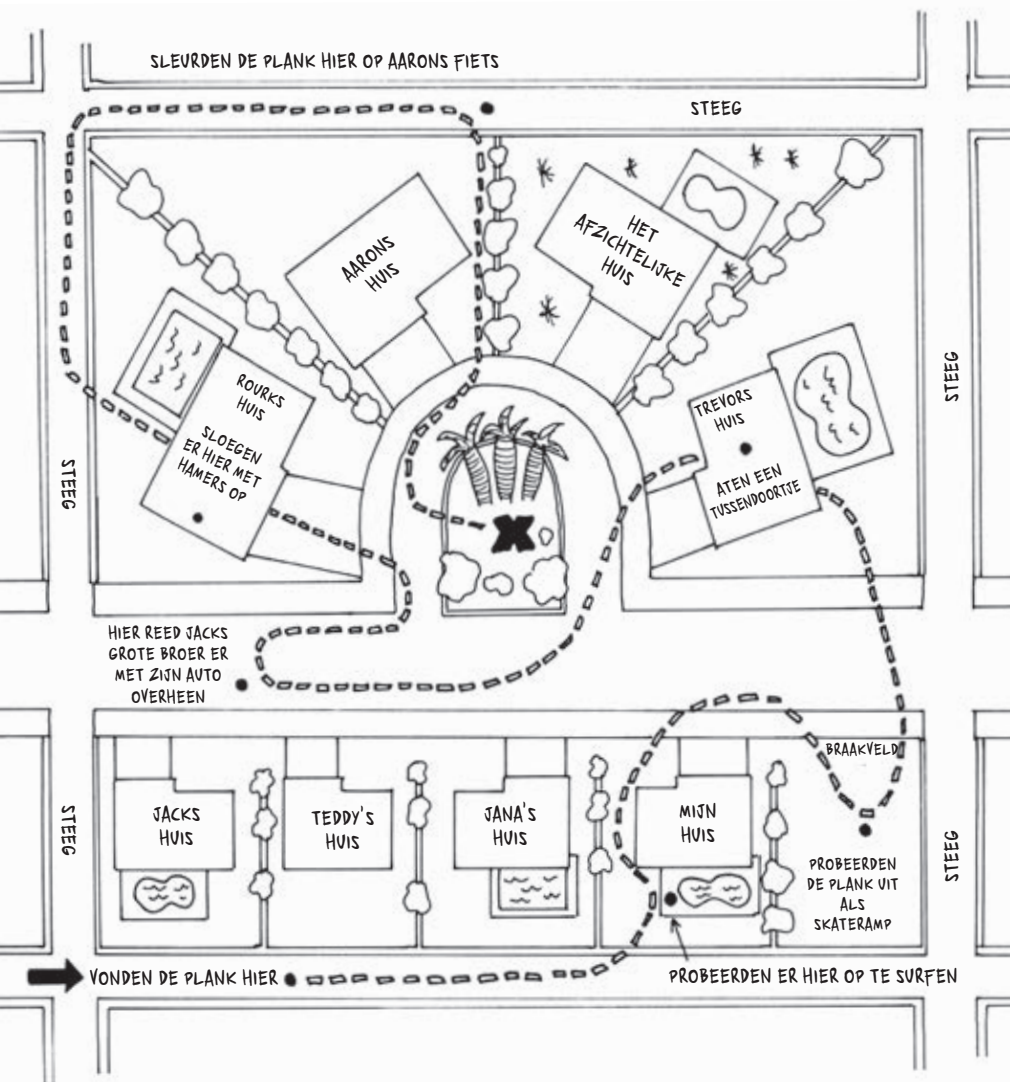 SLEURDEN DE PLANK HIER OP AARONS FIETS
STEEG
AARONS
HUIS
HET
AFZICHTELIJKE
HUIS
STEEG
ROURKS
HUIS
SLOEGEN
ER HIER MET
HAMERS OP
TREVORS
HUIS
ATEN EEN
TUSSENDOORTJE
STEEG
HIER REED JACKS
GROTE BROER ER
MET ZIJN AUTO
OVERHEEN
BRAAKVELD
STEEG
JACKS
HUIS
TEDDY'S
HUIS
JANA'S
HUIS
MIJN
HUIS
PROBEERDEN
DE PLANK UIT
ALS
SKATERAMP
STEEG
VONDEN DE PLANK HIER
PROBEERDEN ER HIER OP TE SURFEN